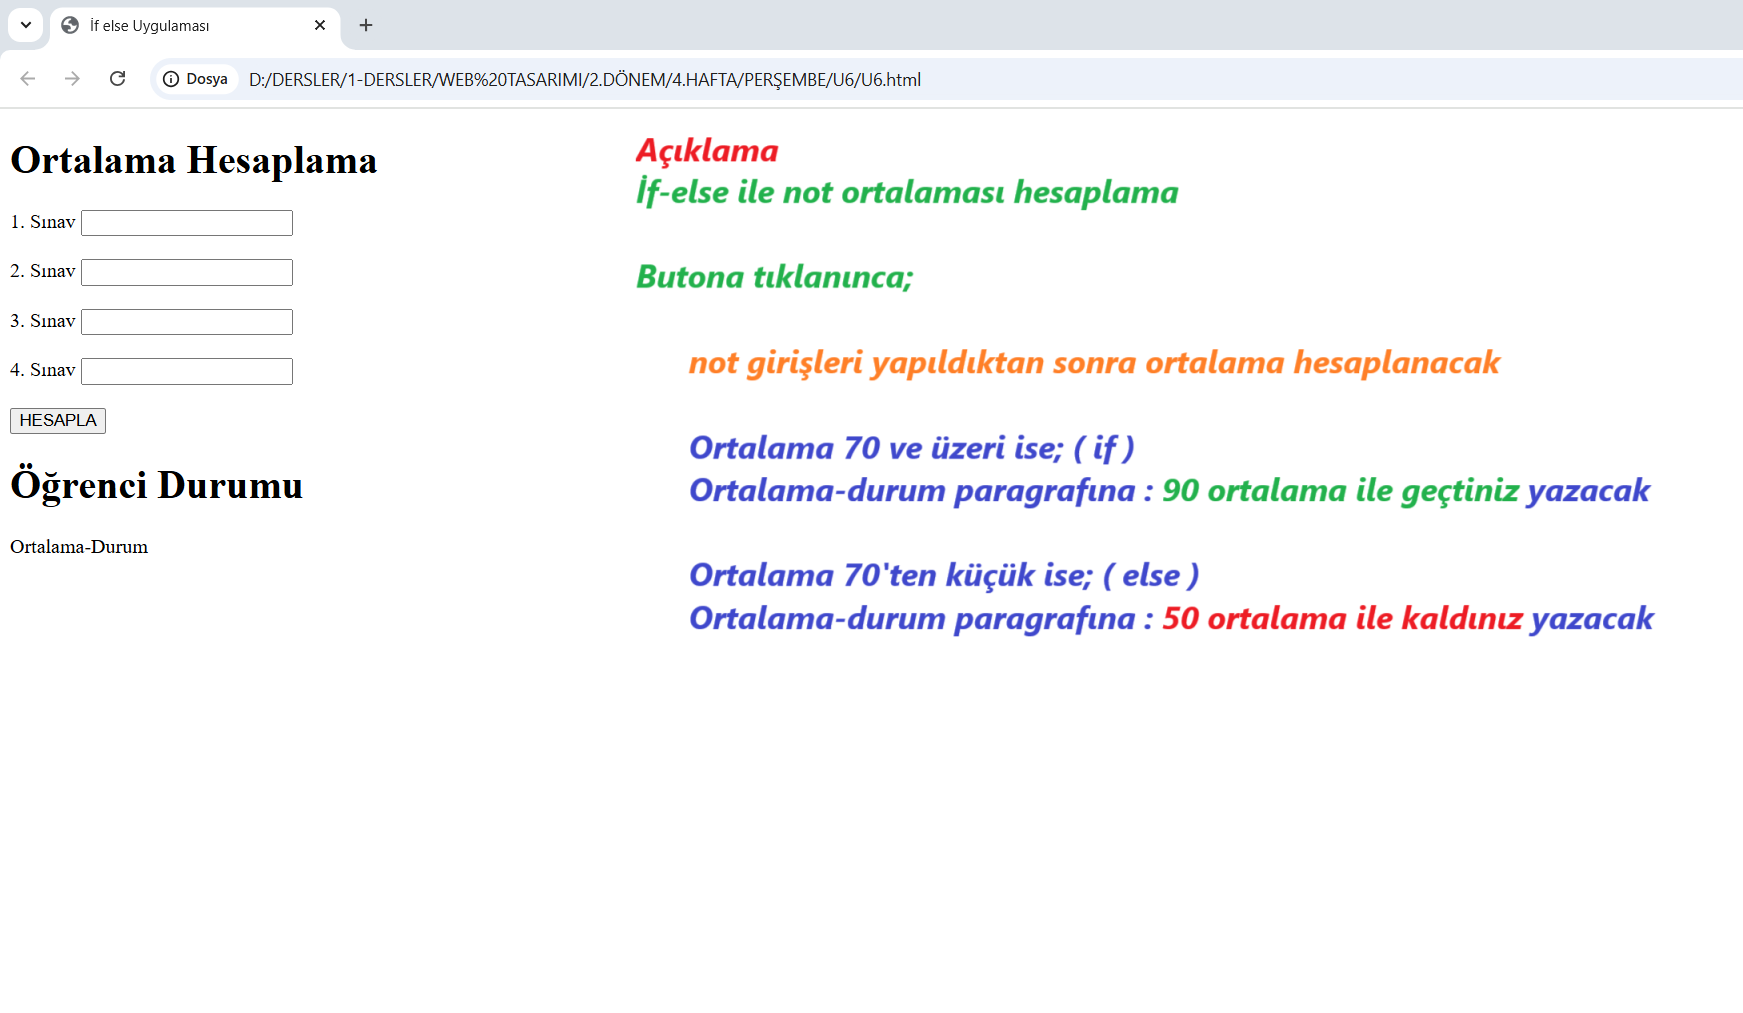 İf else Uygulaması
Dosya
D:/DERSLER/1-DERSLER/WEB%20TASARIMI/2.DÖNEM/4.HAFTA/PERŞEMBE/U6/U6.html
Ortalama Hesaplama
1. Sınav
2. Sınav
3. Sınav
4. Sınav
HESAPLA
Öğrenci Durumu
Ortalama-Durum
Açıklama
İf-else ile not ortalaması hesaplama
Butona tıklanınca;
not girişleri yapıldıktan sonra ortalama hesaplanacak
Ortalama 70 ve üzeri ise; ( if )
Ortalama-durum paragrafına : 90 ortalama ile geçtiniz yazacak
Ortalama 70'ten küçük ise; ( else )
Ortalama-durum paragrafına : 50 ortalama ile kaldınız yazacak